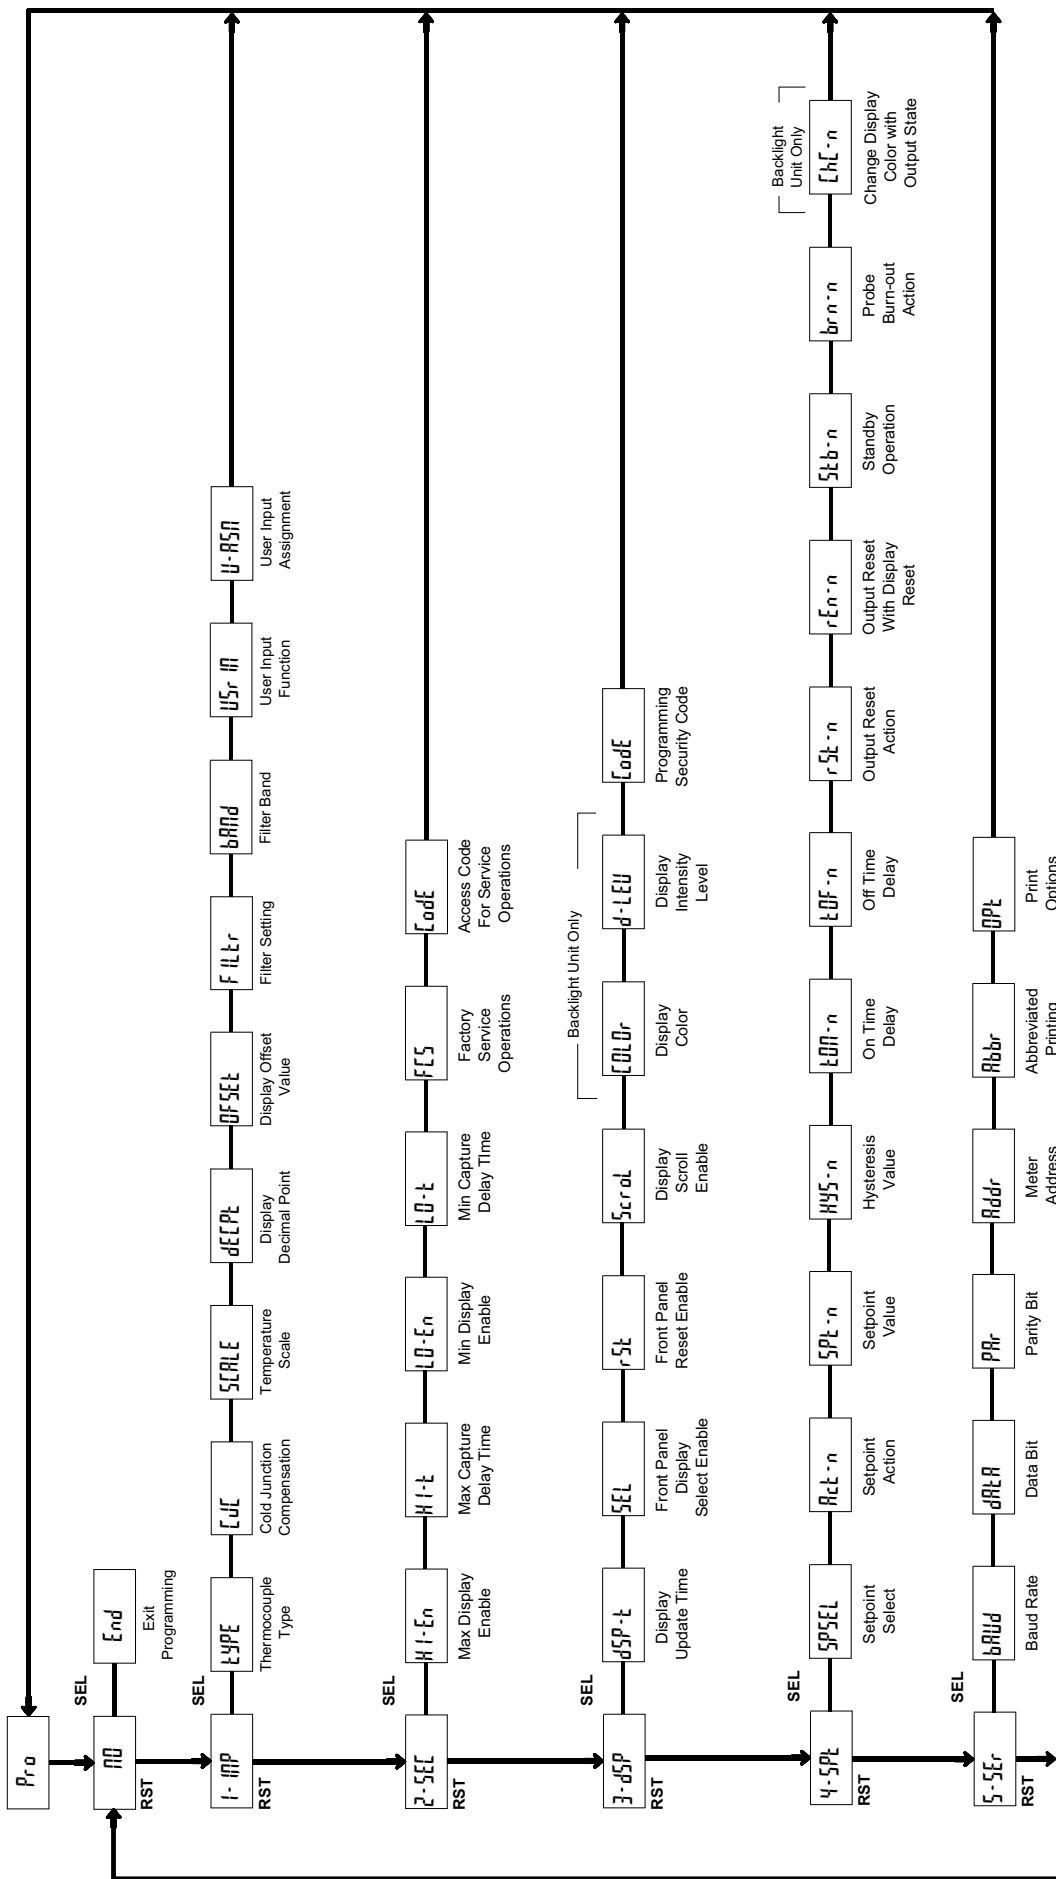 Pro
SEL
NO
RST
End
Exit
Programming
SEL
1-INP
RST
tYPE
Thermocouple
Type
CJC
Cold Junction
Compensation
SCALE
Temperature
Scale
dECPt
Display
Decimal Point
OFSEt
Display Offset
Value
FILtr
Filter Setting
bANd
Filter Band
USr IN
User Input
Function
U-ASN
User Input
Assignment
SEL
2-SEC
RST
HI-En
Max Display
Enable
HI-t
Max Capture
Delay Time
LO-En
Min Display
Enable
LO-t
Min Capture
Delay TIme
FCS
Factory
Service
Operations
CodE
Access Code
For Service
Operations
SEL
3-dSP
RST
dSP-t
Display
Update Time
SEL
Front Panel
Display
Select Enable
rSt
Front Panel
Reset Enable
ScroL
Display
Scroll
Enable
Backlight Unit Only
COLOr
Display
Color
d-LEU
Display
Intensity
Level
CodE
Programming
Security Code
SEL
4-SPt
RST
SPSEL
Setpoint
Select
Act-n
Setpoint
Action
SPt-n
Setpoint
Value
HYS-n
Hysteresis
Value
tON-n
On Time
Delay
tOF-n
Off Time
Delay
rSt-n
Output Reset
Action
rEn-n
Output Reset
With Display
Reset
Stb-n
Standby
Operation
brn-n
Probe
Burn-out
Action
Backlight
Unit Only
ChC-n
Change Display
Color with
Output State
SEL
5-SEr
RST
bAUd
Baud Rate
dAtA
Data Bit
PAr
Parity Bit
Addr
Meter
Address
Abbr
Abbreviated
Printing
OPt
Print
Options